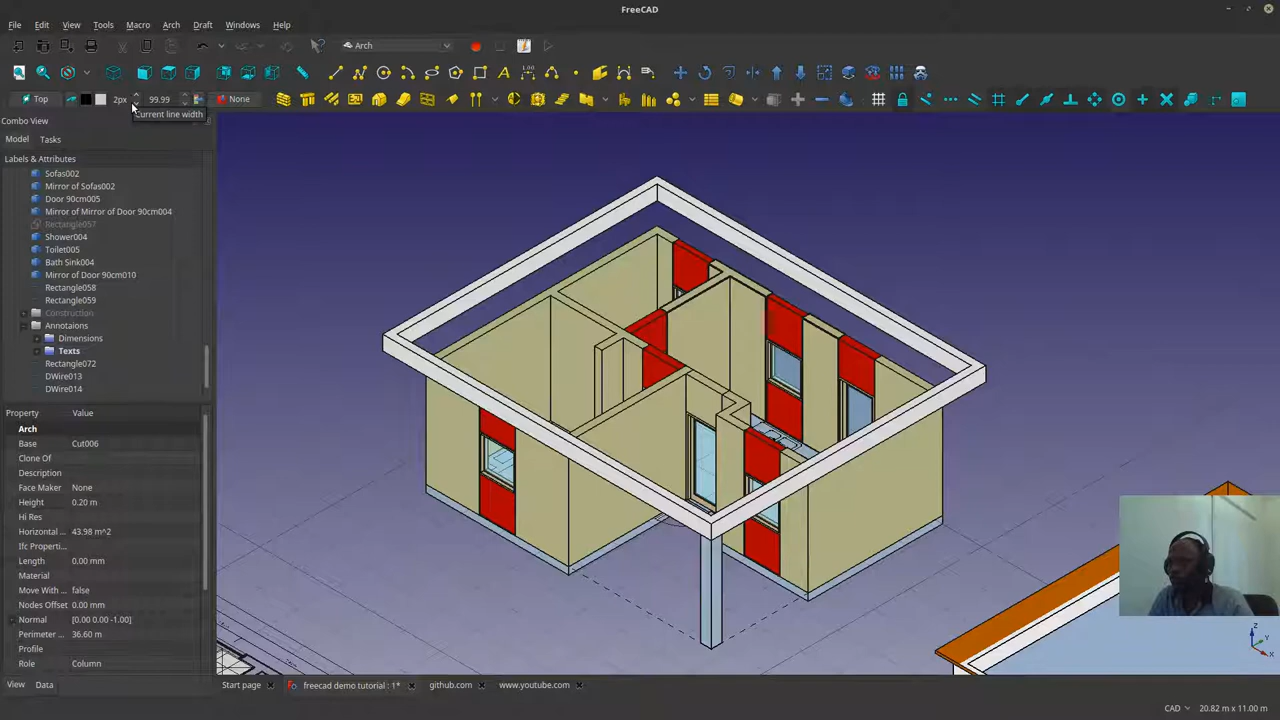 FreeCAD
File Edit View Tools Macro Arch Draft Windows Help
Arch
Top 2px 99.99 None
Current line width
Combo View
Model Tasks
Labels & Attributes
Sofas002
Mirror of Sofas002
Door 90cm005
Mirror of Mirror of Door 90cm004
Rectangle057
Shower004
Toilet005
Bath Sink004
Mirror of Door 90cm010
Rectangle058
Rectangle059
Construction
Annotaions
Dimensions
Texts
Rectangle072
DWire013
DWire014
Property Value
Arch
Base Cut006
Clone Of
Description
Face Maker None
Height 0.20 m
Hi Res
Horizontal ... 43.98 m^2
Ifc Properti...
Length 0.00 mm
Material
Move With ... false
Nodes Offset 0.00 mm
Normal [0.00 0.00 -1.00]
Perimeter ... 36.60 m
Profile
Role Column
View Data
Start page freecad demo tutorial : 1* github.com www.youtube.com
CAD 20.82 m x 11.00 m
Z
Y
X